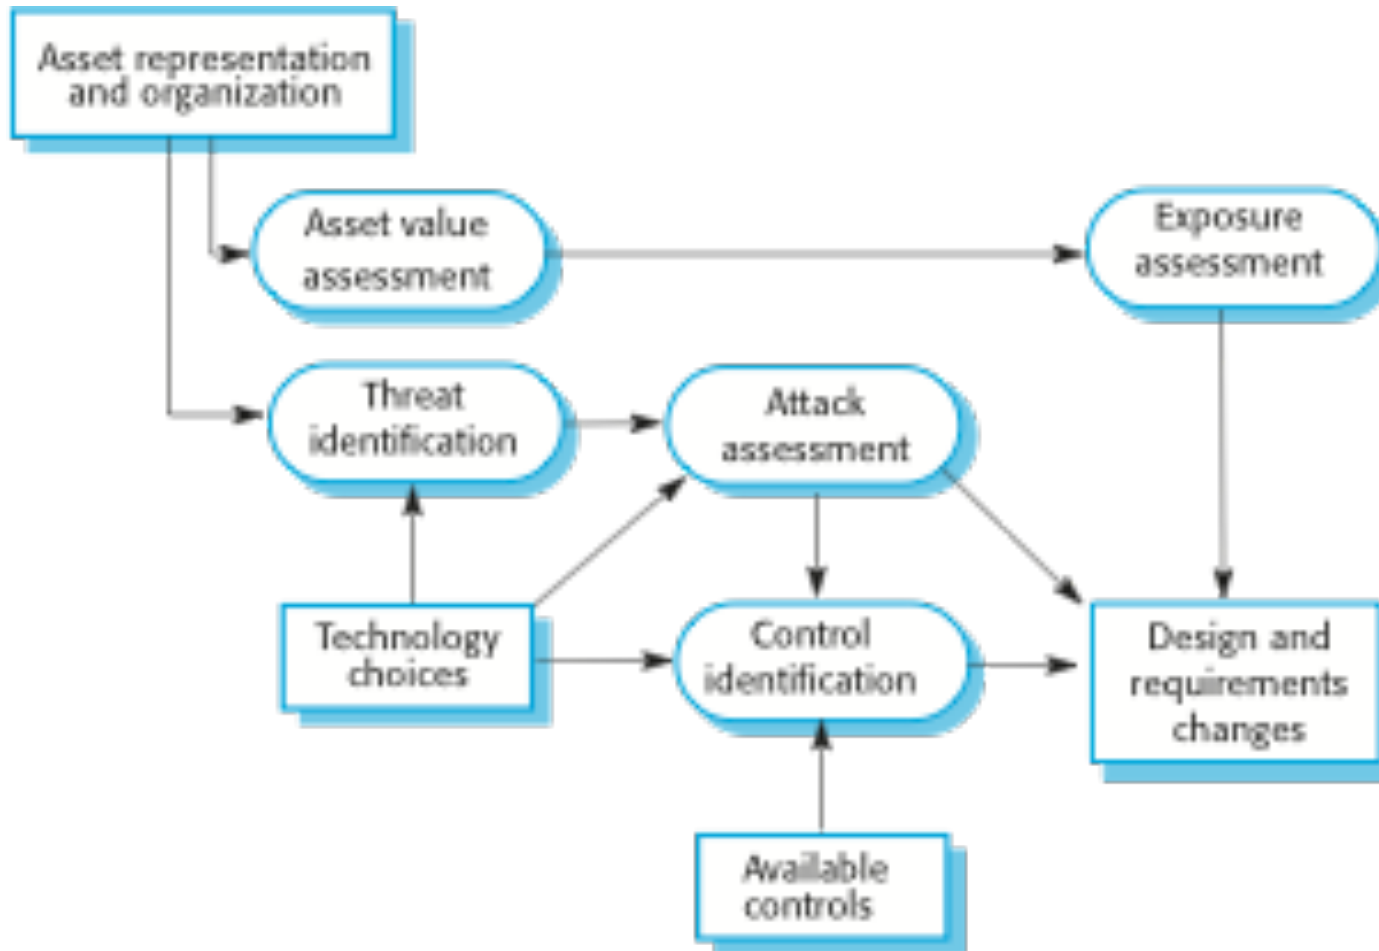 Asset representation
and organization
Asset value
assessment
Exposure
assessment
Threat
identification
Attack
assessment
Technology
choices
Control
identification
Design and
requirements
changes
Available
controls